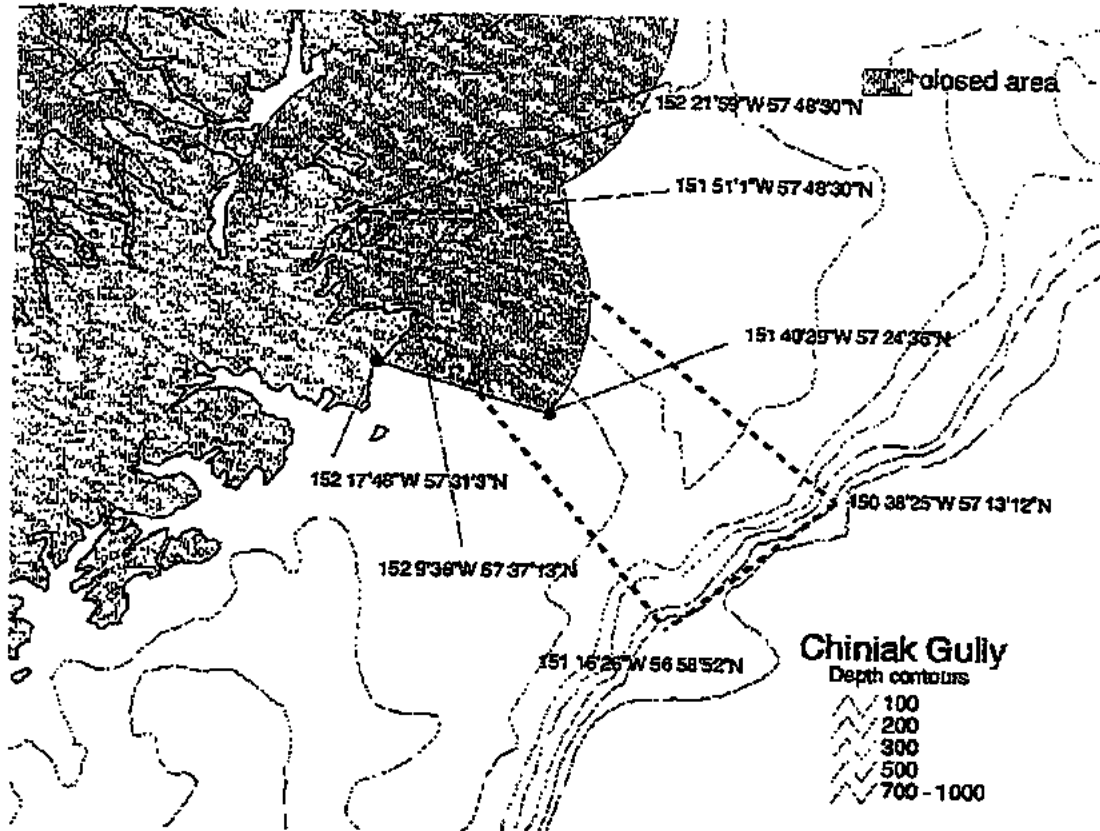 closed area
152 21'59"W 57 48'30"N
151 51'1"W 57 48'30"N
151 40'29"W 57 24'35"N
152 17'48"W 57 31'3"N
150 38'25"W 57 13'12"N
152 9'39"W 57 37'13"N
151 16'26"W 56 58'52"N
Chiniak Gully
Depth contours
100
200
300
500
700 - 1000